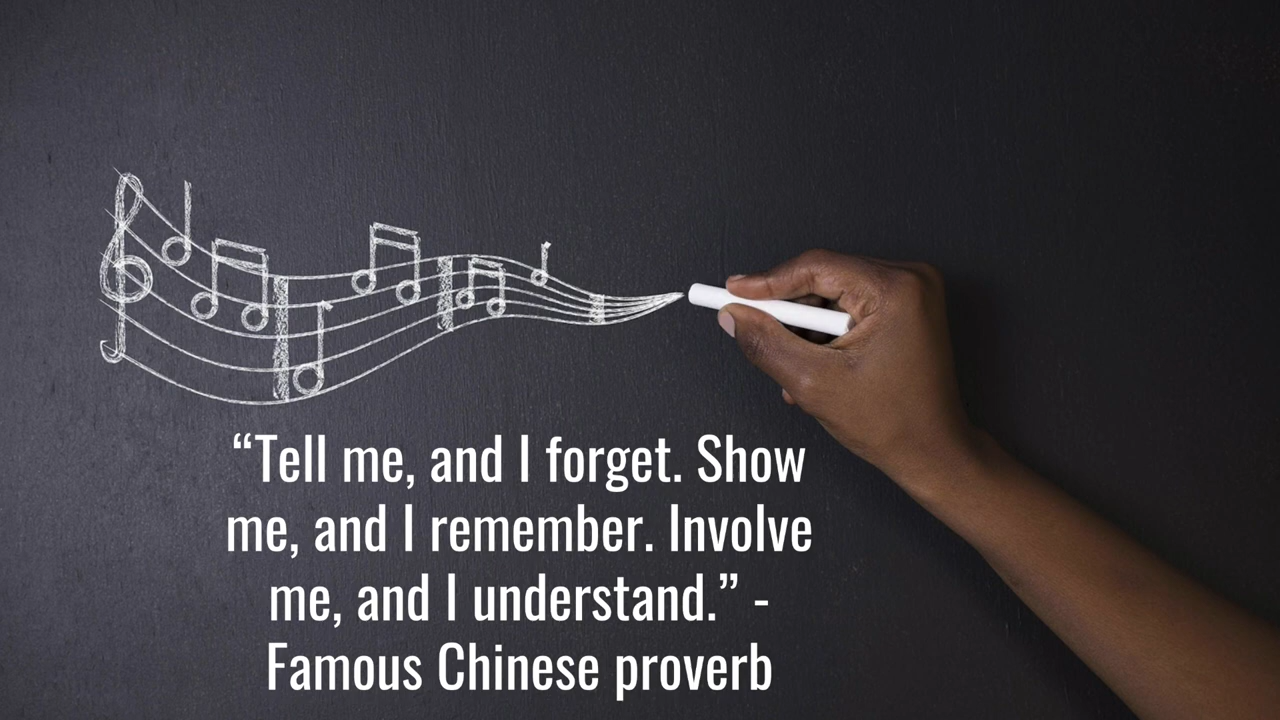 “Tell me, and I forget. Show
me, and I remember. Involve
me, and I understand.” -
Famous Chinese proverb